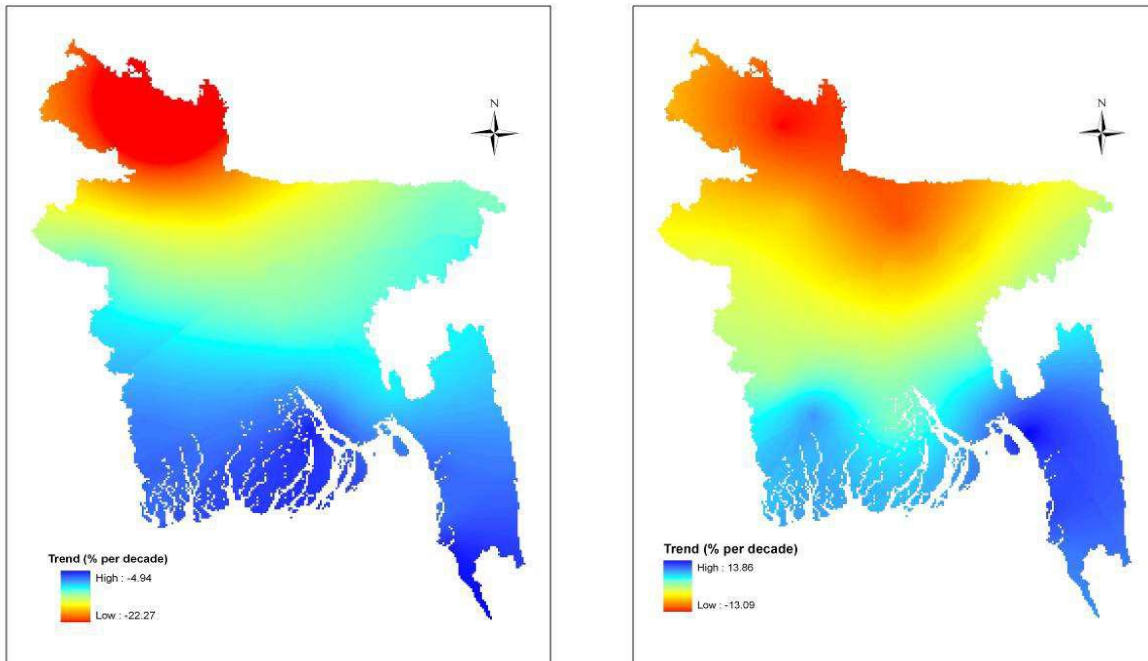 N
Trend (% per decade)
High : -4.94
Low : -22.27
N
Trend (% per decade)
High : 13.86
Low : -13.09